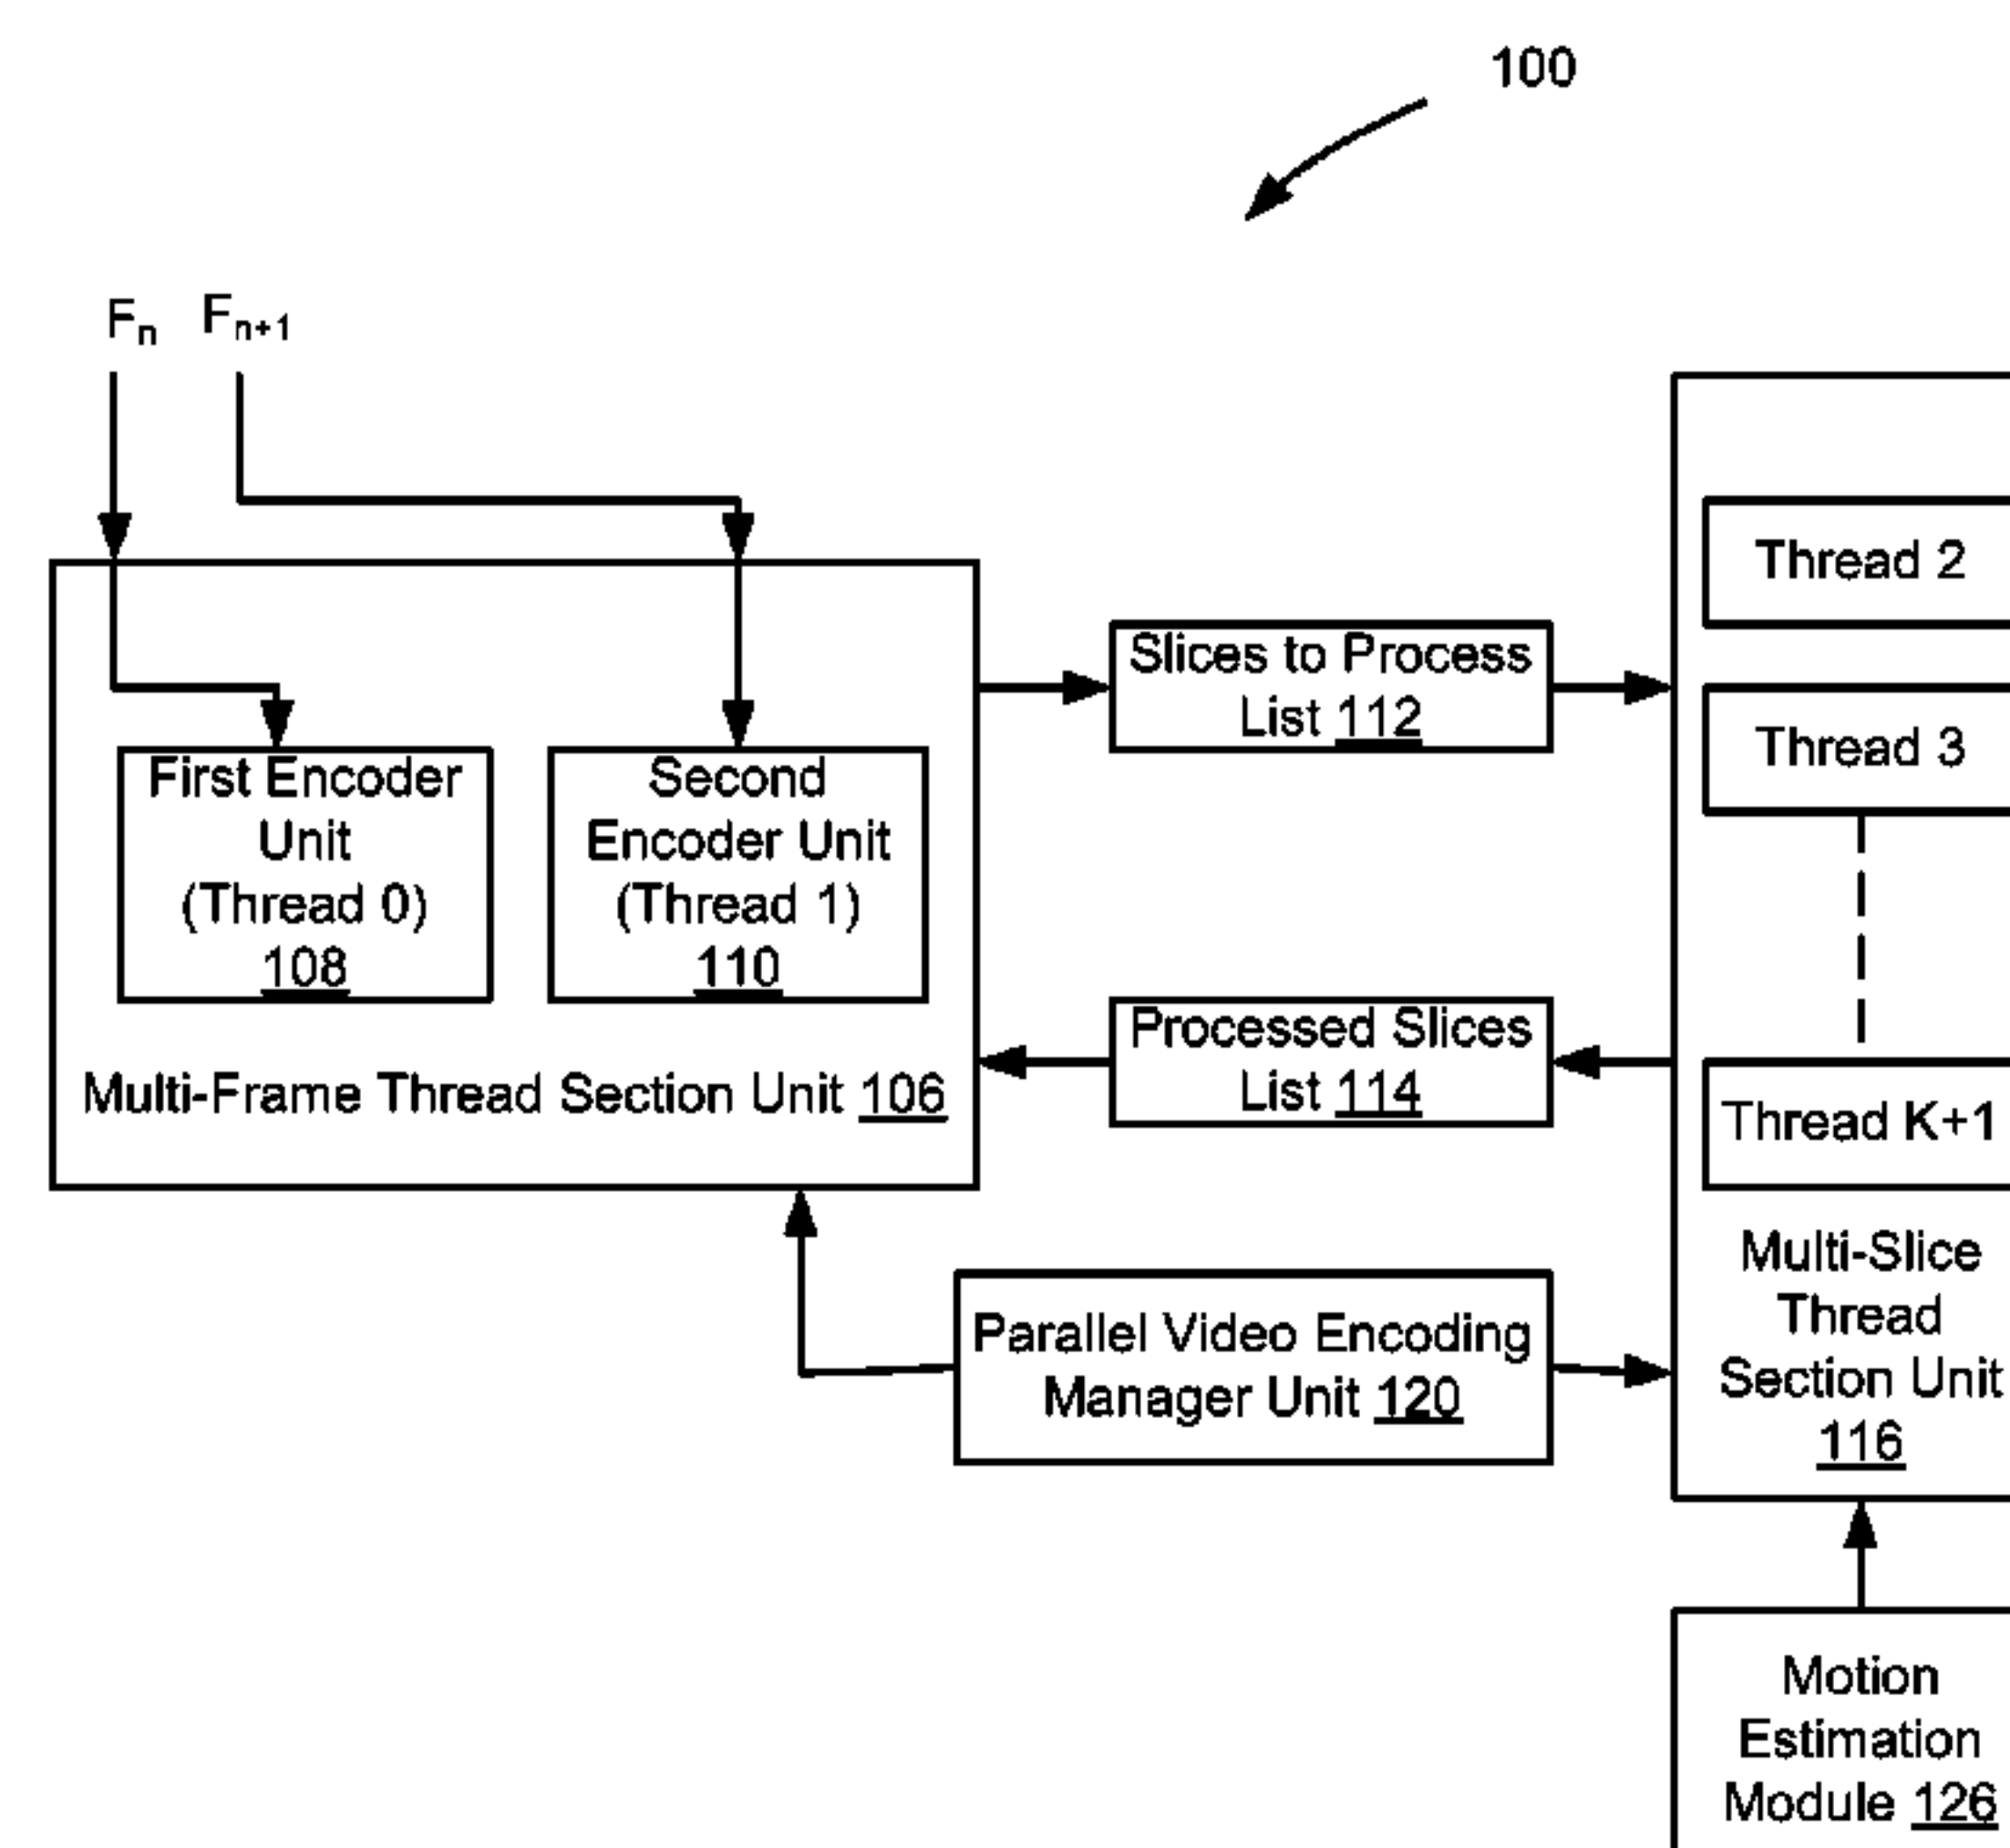 100
Fn
Fn+1
First Encoder
Unit
(Thread 0)
108
Second
Encoder Unit
(Thread 1)
110
Multi-Frame Thread Section Unit 106
Slices to Process
List 112
Processed Slices
List 114
Parallel Video Encoding
Manager Unit 120
Thread 2
Thread 3
Thread K+1
Multi-Slice
Thread
Section Unit
116
Motion
Estimation
Module 126